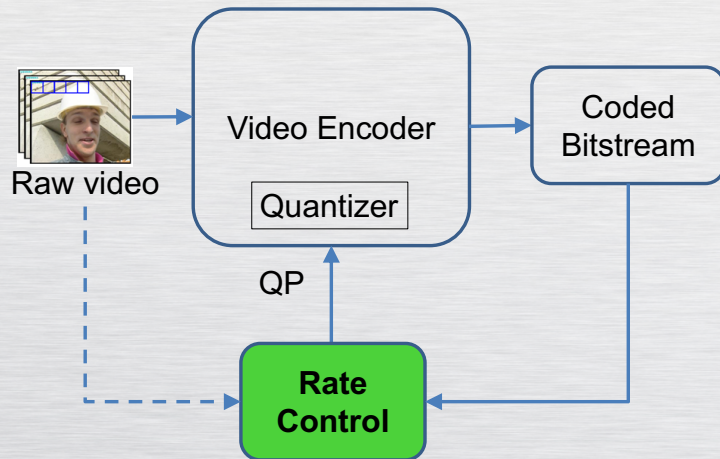 Raw video
Video Encoder
Quantizer
Coded
Bitstream
QP
Rate
Control